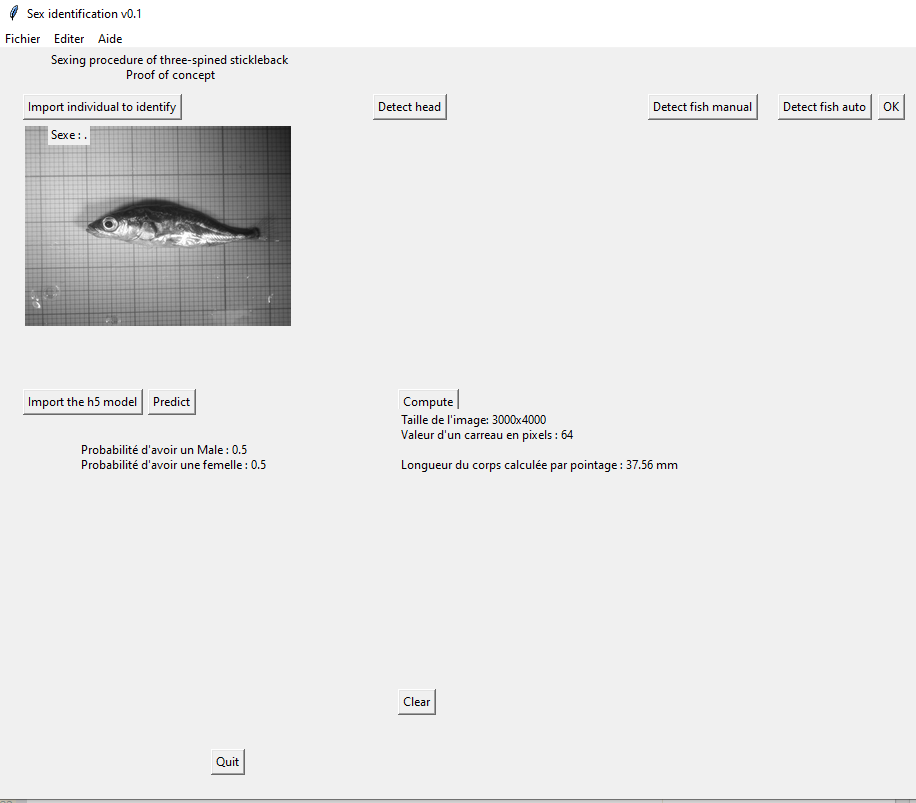 Sex identification v0.1
Fichier Editer Aide
Sexing procedure of three-spined stickleback
Proof of concept
Import individual to identify Detect head Detect fish manual Detect fish auto OK
Sexe : .
Import the h5 model Predict Compute
Taille de l'image: 3000x4000
Valeur d'un carreau en pixels : 64
Probabilité d'avoir un Male : 0.5
Probabilité d'avoir une femelle : 0.5
Longueur du corps calculée par pointage : 37.56 mm
Clear
Quit